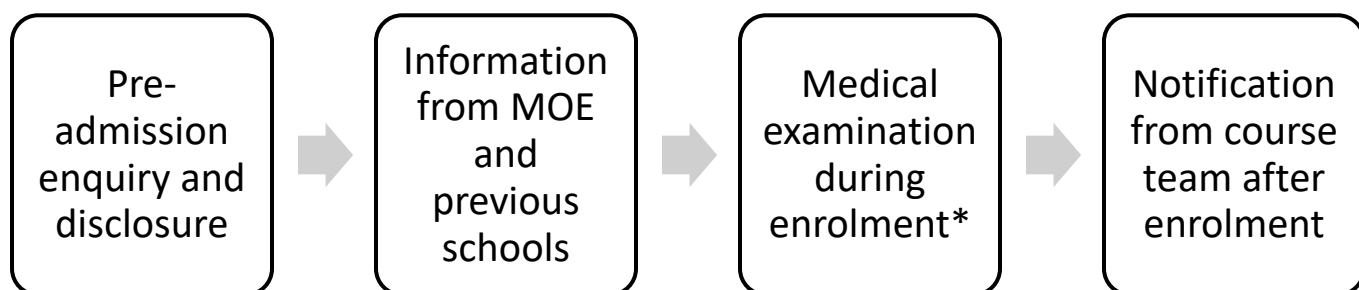 Pre-
admission
enquiry and
disclosure
Information
from MOE
and
previous
schools
Medical
examination
during
enrolment*
Notification
from course
team after
enrolment